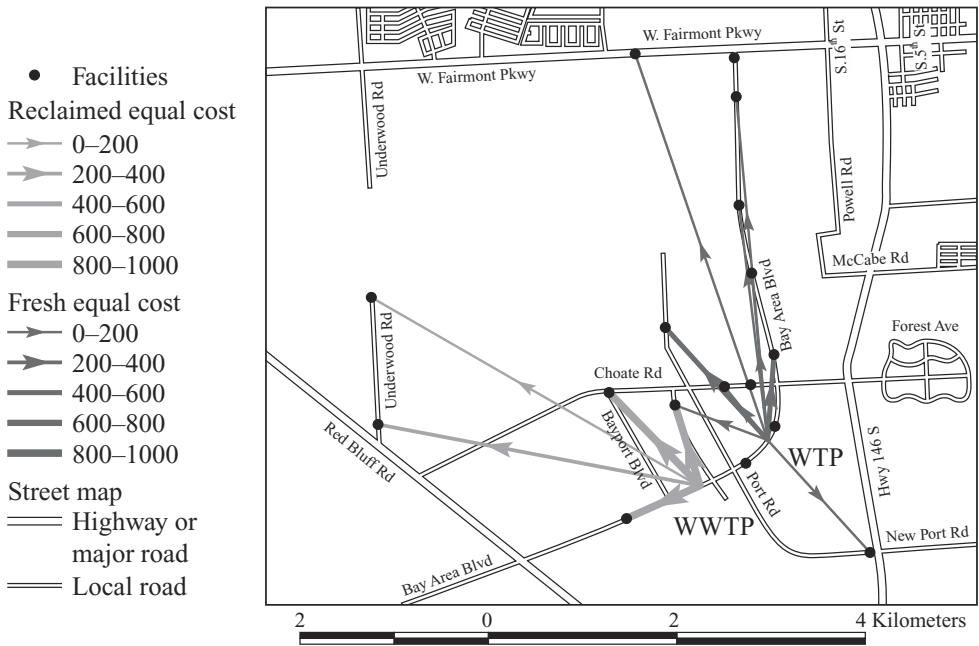 Facilities
Reclaimed equal cost
0–200
200–400
400–600
600–800
800–1000
Fresh equal cost
0–200
200–400
400–600
600–800
800–1000
Street map
Highway or
major road
Local road
W. Fairmont Pkwy
W. Fairmont Pkwy
S.16th St
S.5th St
Underwood Rd
Powell Rd
McCabe Rd
Bay Area Blvd
Forest Ave
Underwood Rd
Choate Rd
Bayport Blvd
Red Bluff Rd
WTP
Port Rd
Hwy 146 S
WWTP
New Port Rd
Bay Area Blvd
2 0 2 4 Kilometers